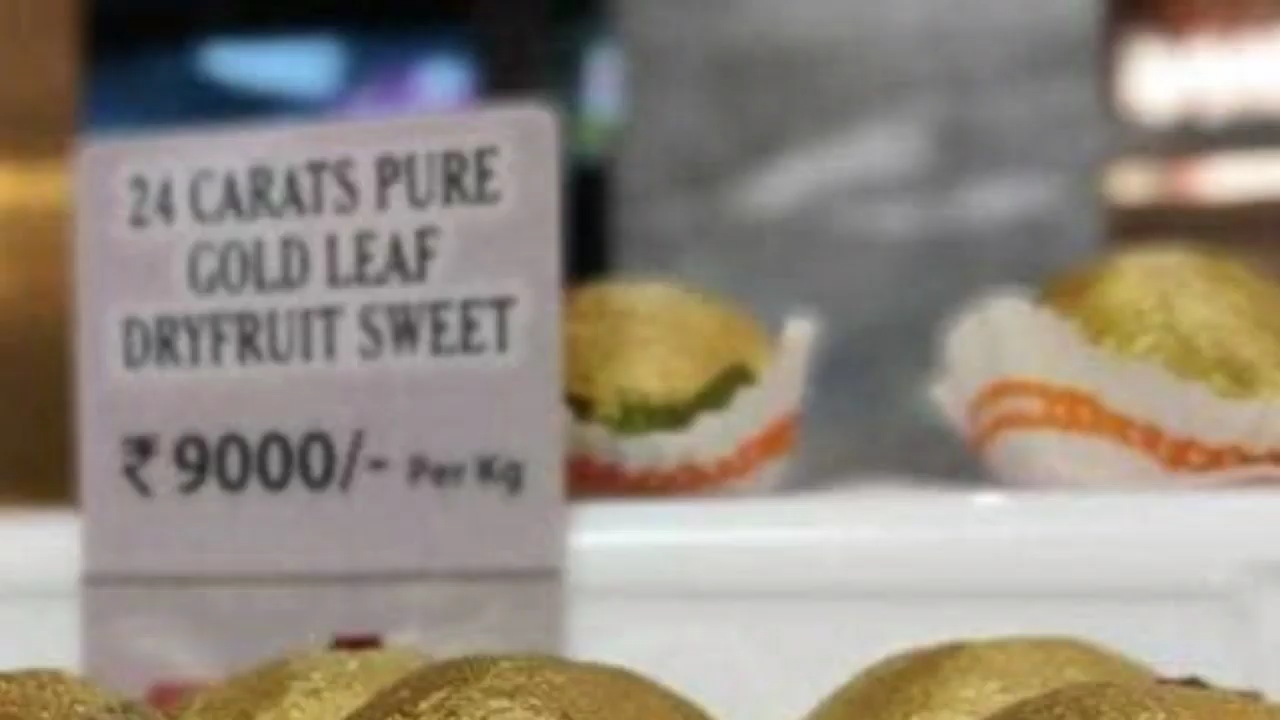 24 CARATS PURE
GOLD LEAF
DRYFRUIT SWEET
₹ 9000/- Per Kg